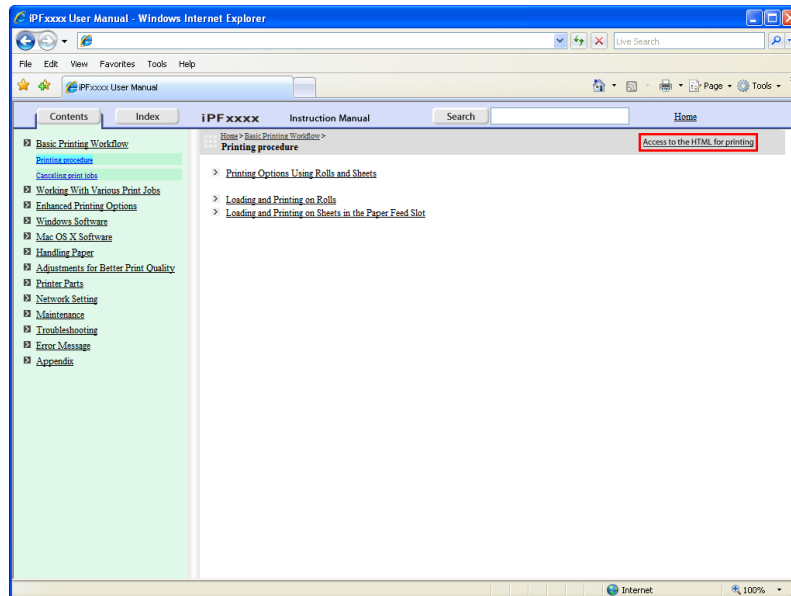 iPFxxxx User Manual - Windows Internet Explorer
Live Search
File Edit View Favorites Tools Help
iPFxxxx User Manual
Page Tools
Contents Index iPFxxxx Instruction Manual Search Home
Home > Basic Printing Workflow >
Printing procedure
Access to the HTML for printing
Basic Printing Workflow
Printing procedure
Canceling print jobs
Working With Various Print Jobs
Enhanced Printing Options
Windows Software
Mac OS X Software
Handling Paper
Adjustments for Better Print Quality
Printer Parts
Network Setting
Maintenance
Troubleshooting
Error Message
Appendix
Printing Options Using Rolls and Sheets
Loading and Printing on Rolls
Loading and Printing on Sheets in the Paper Feed Slot
Internet 100%